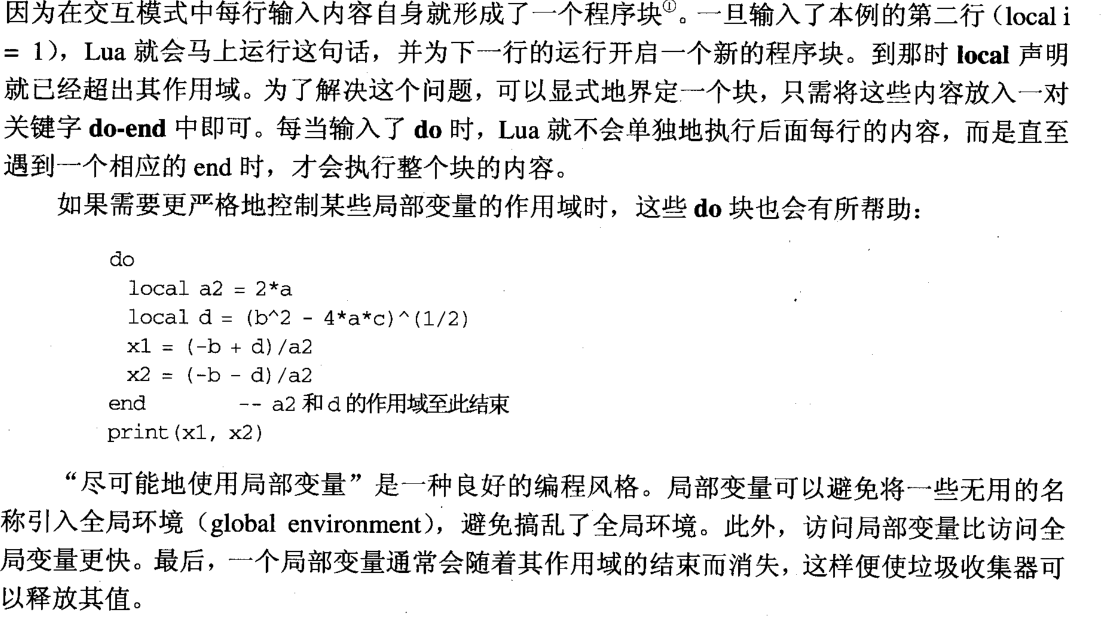 因为在交互模式中每行输入内容自身就形成了一个程序块①。一旦输入了本例的第二行（local i
= 1），Lua 就会马上运行这句话，并为下一行的运行开启一个新的程序块。到那时 local 声明
就已经超出其作用域。为了解决这个问题，可以显式地界定一个块，只需将这些内容放入一对
关键字 do-end 中即可。每当输入了 do 时，Lua 就不会单独地执行后面每行的内容，而是直至
遇到一个相应的 end 时，才会执行整个块的内容。
如果需要更严格地控制某些局部变量的作用域时，这些 do 块也会有所帮助：
do
  local a2 = 2*a
  local d = (b^2 - 4*a*c)^(1/2)
  x1 = (-b + d)/a2
  x2 = (-b - d)/a2
end        -- a2 和 d 的作用域至此结束
print(x1, x2)
“尽可能地使用局部变量”是一种良好的编程风格。局部变量可以避免将一些无用的名
称引入全局环境（global environment），避免搞乱了全局环境。此外，访问局部变量比访问全
局变量更快。最后，一个局部变量通常会随着其作用域的结束而消失，这样便使垃圾收集器可
以释放其值。